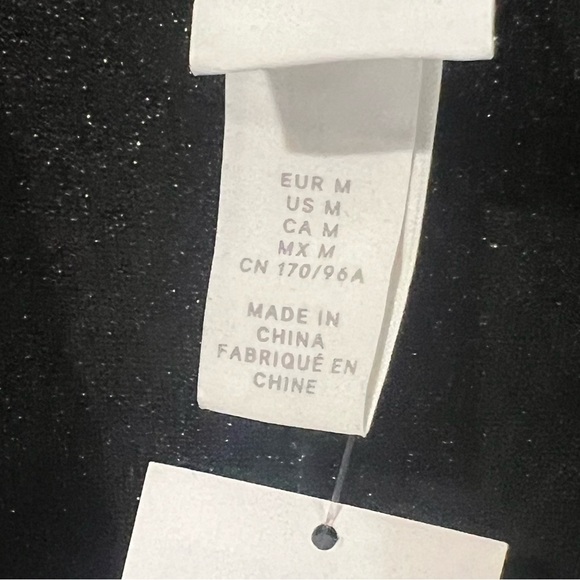 EUR M
US M
CA M
MX M
CN 170/96A
MADE IN
CHINA
FABRIQUÉ EN
CHINE